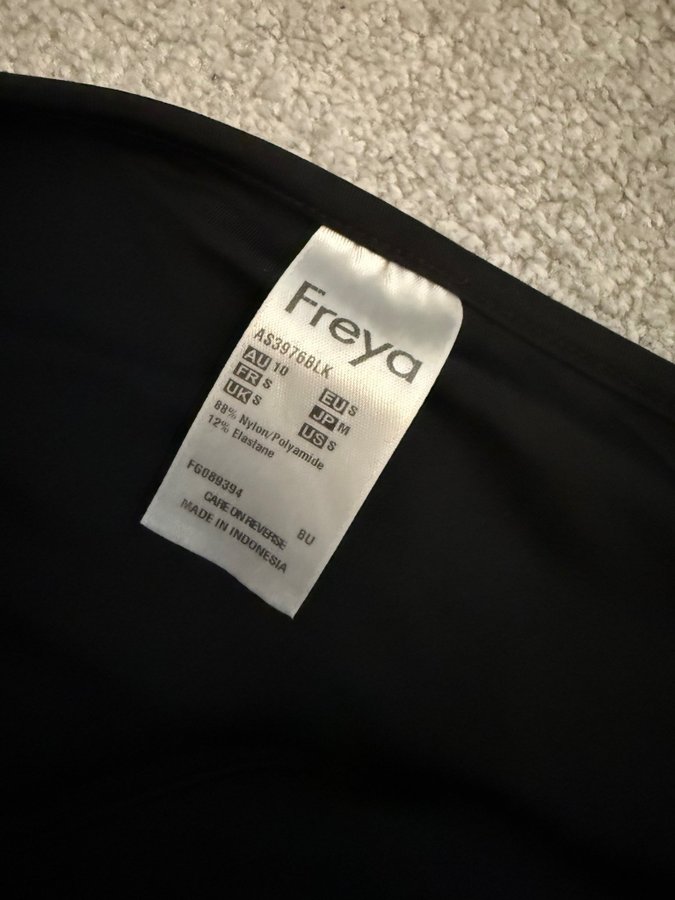 Freya
AS3976BLK
AU 10
FR S EU S
UK S JP M
US S
88% Nylon/Polyamide
12% Elastane
FG089394
CARE ON REVERSE BU
MADE IN INDONESIA